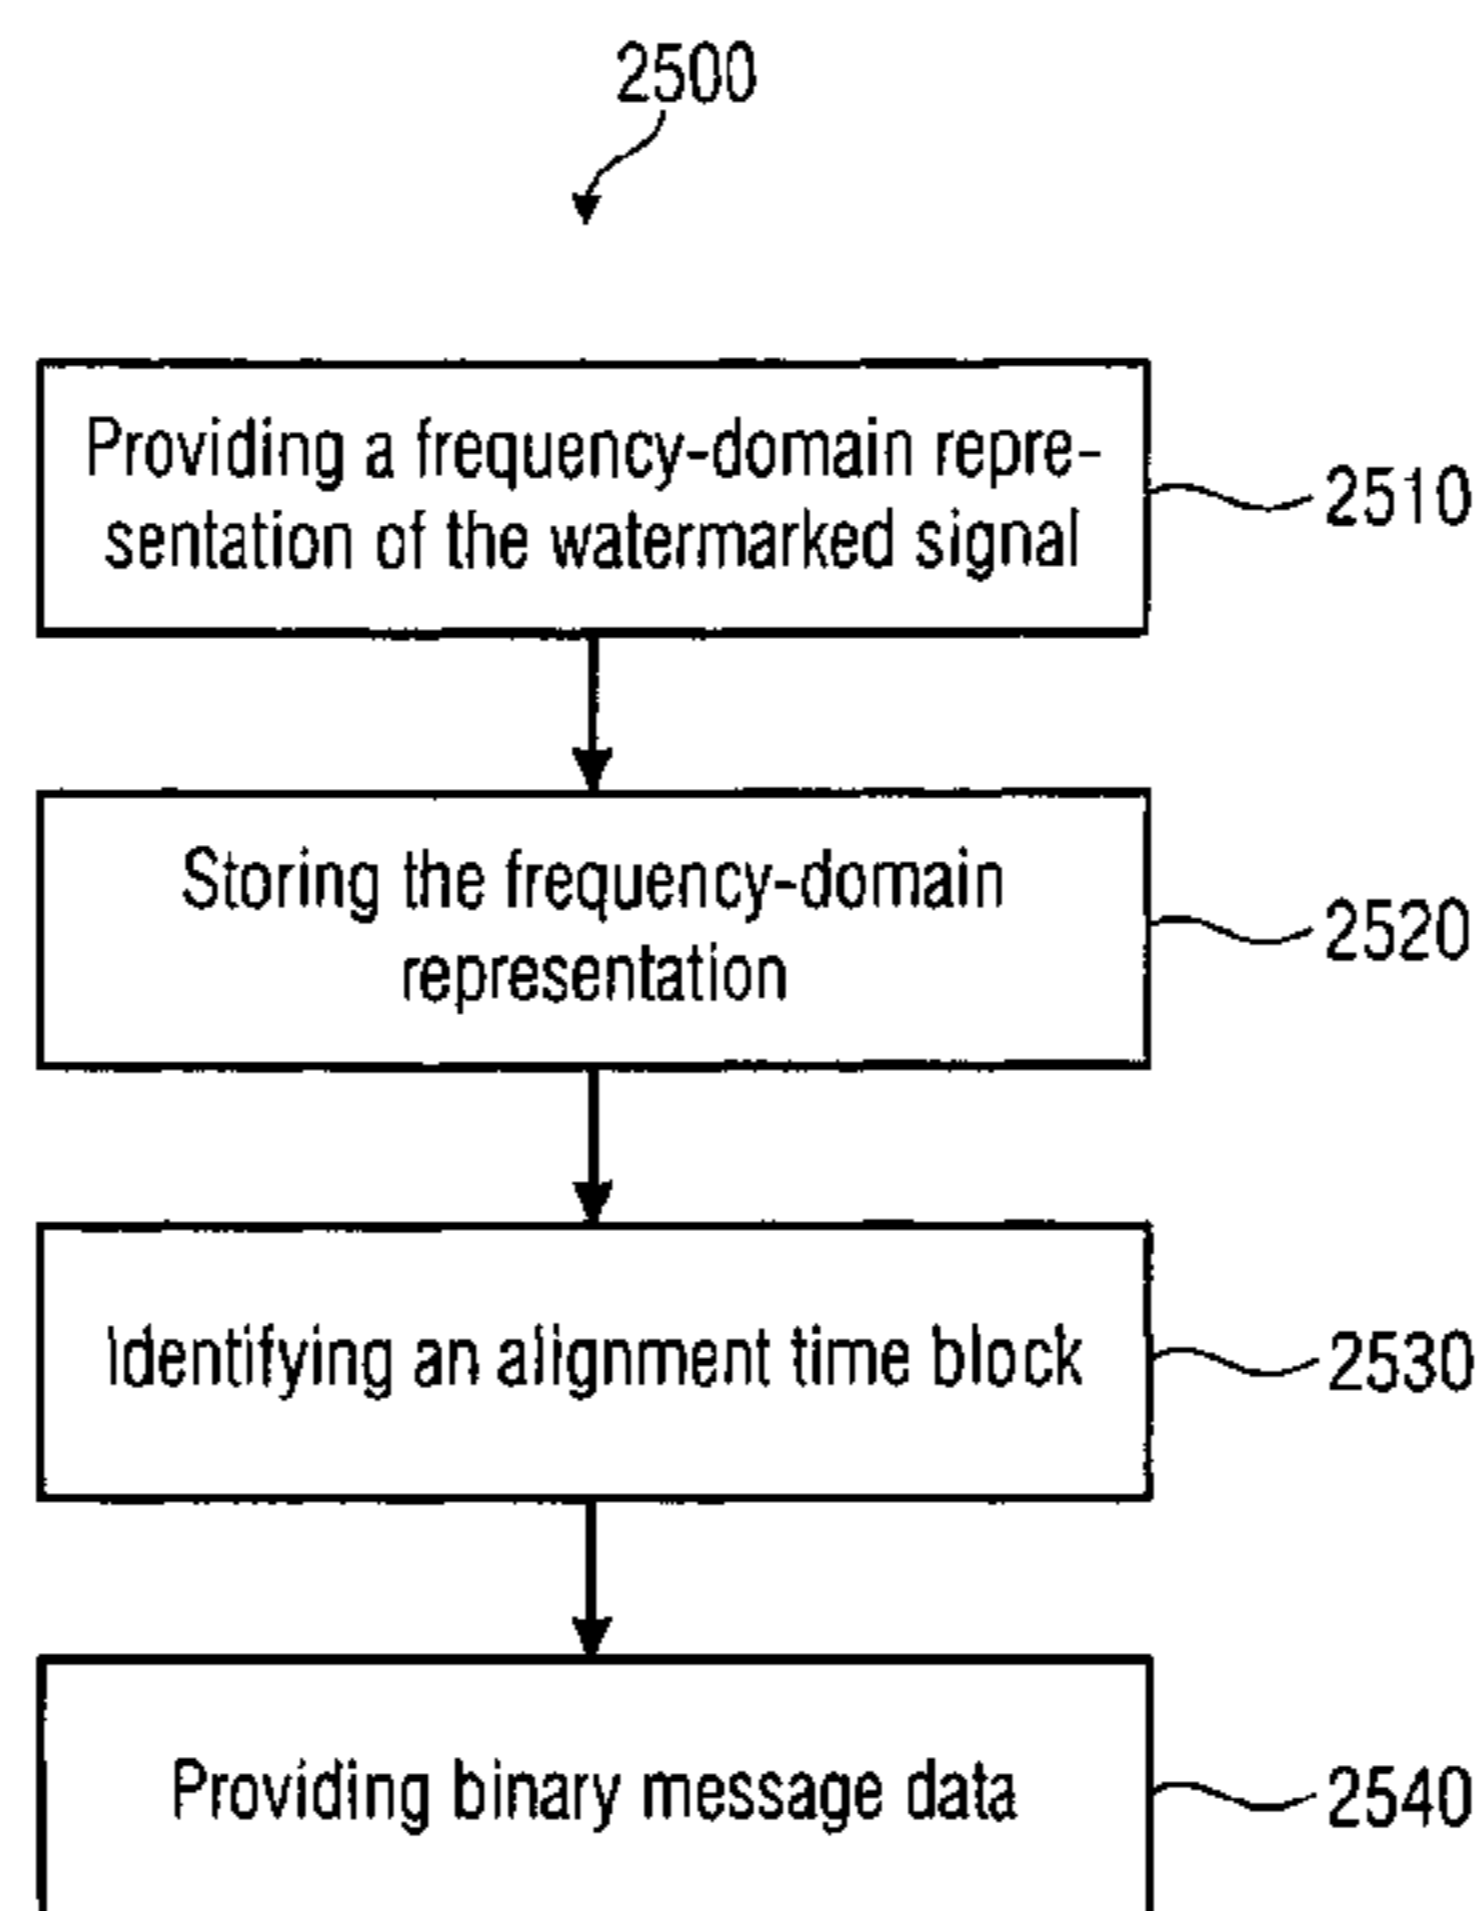 2500
Providing a frequency-domain repre-
sentation of the watermarked signal
2510
Storing the frequency-domain
representation
2520
Identifying an alignment time block
2530
Providing binary message data
2540